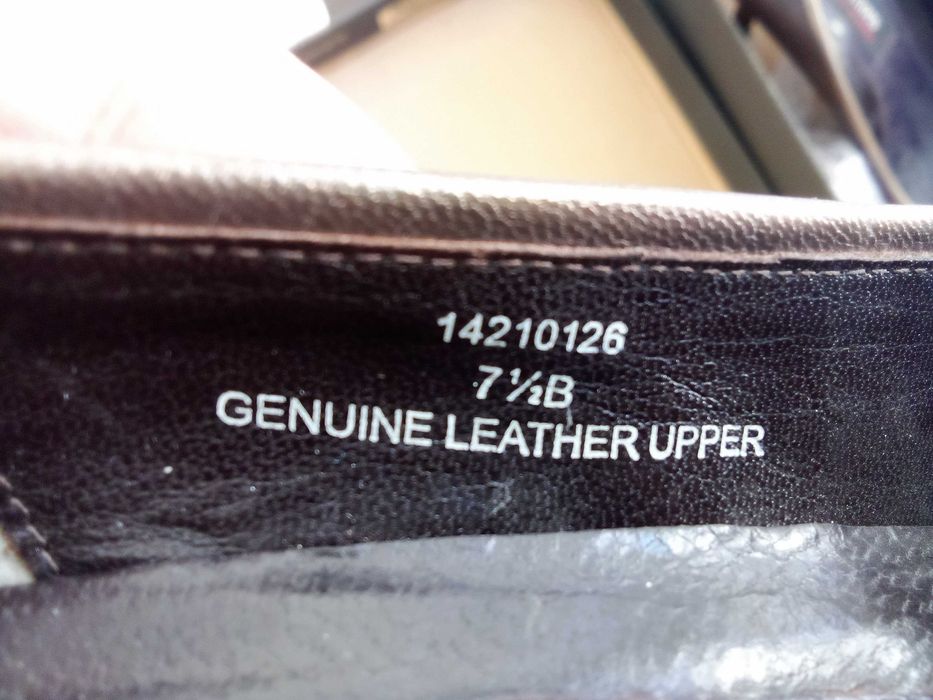 14210126
7½B
GENUINE LEATHER UPPER